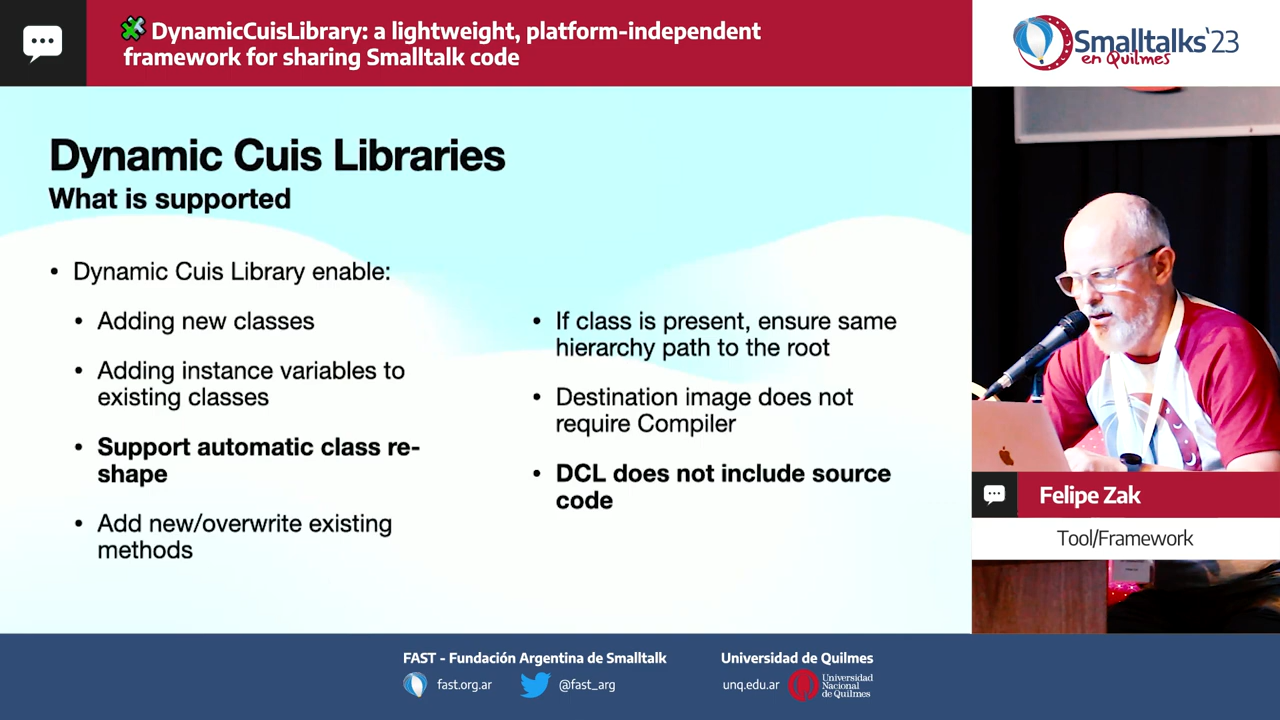 DynamicCuisLibrary: a lightweight, platform-independent
framework for sharing Smalltalk code
Smalltalks'23
en Quilmes
Dynamic Cuis Libraries
What is supported
• Dynamic Cuis Library enable:
• Adding new classes
• Adding instance variables to
existing classes
• Support automatic class re-
shape
• Add new/overwrite existing
methods
• If class is present, ensure same
hierarchy path to the root
• Destination image does not
require Compiler
• DCL does not include source
code
Felipe Zak
Tool/Framework
FAST - Fundación Argentina de Smalltalk
fast.org.ar
@fast_arg
Universidad de Quilmes
unq.edu.ar
Universidad
Nacional
de Quilmes